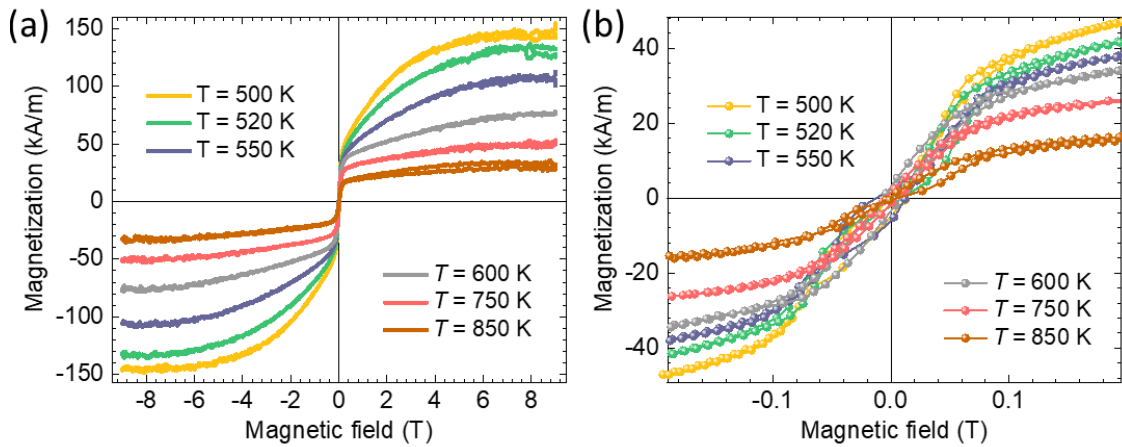 (a)
150
100
50
0
-50
-100
-150
Magnetization (kA/m)
T = 500 K
T = 520 K
T = 550 K
T = 600 K
T = 750 K
T = 850 K
-8 -6 -4 -2 0 2 4 6 8
Magnetic field (T)
(b)
40
20
0
-20
-40
Magnetization (kA/m)
T = 500 K
T = 520 K
T = 550 K
T = 600 K
T = 750 K
T = 850 K
-0.1 0.0 0.1
Magnetic field (T)